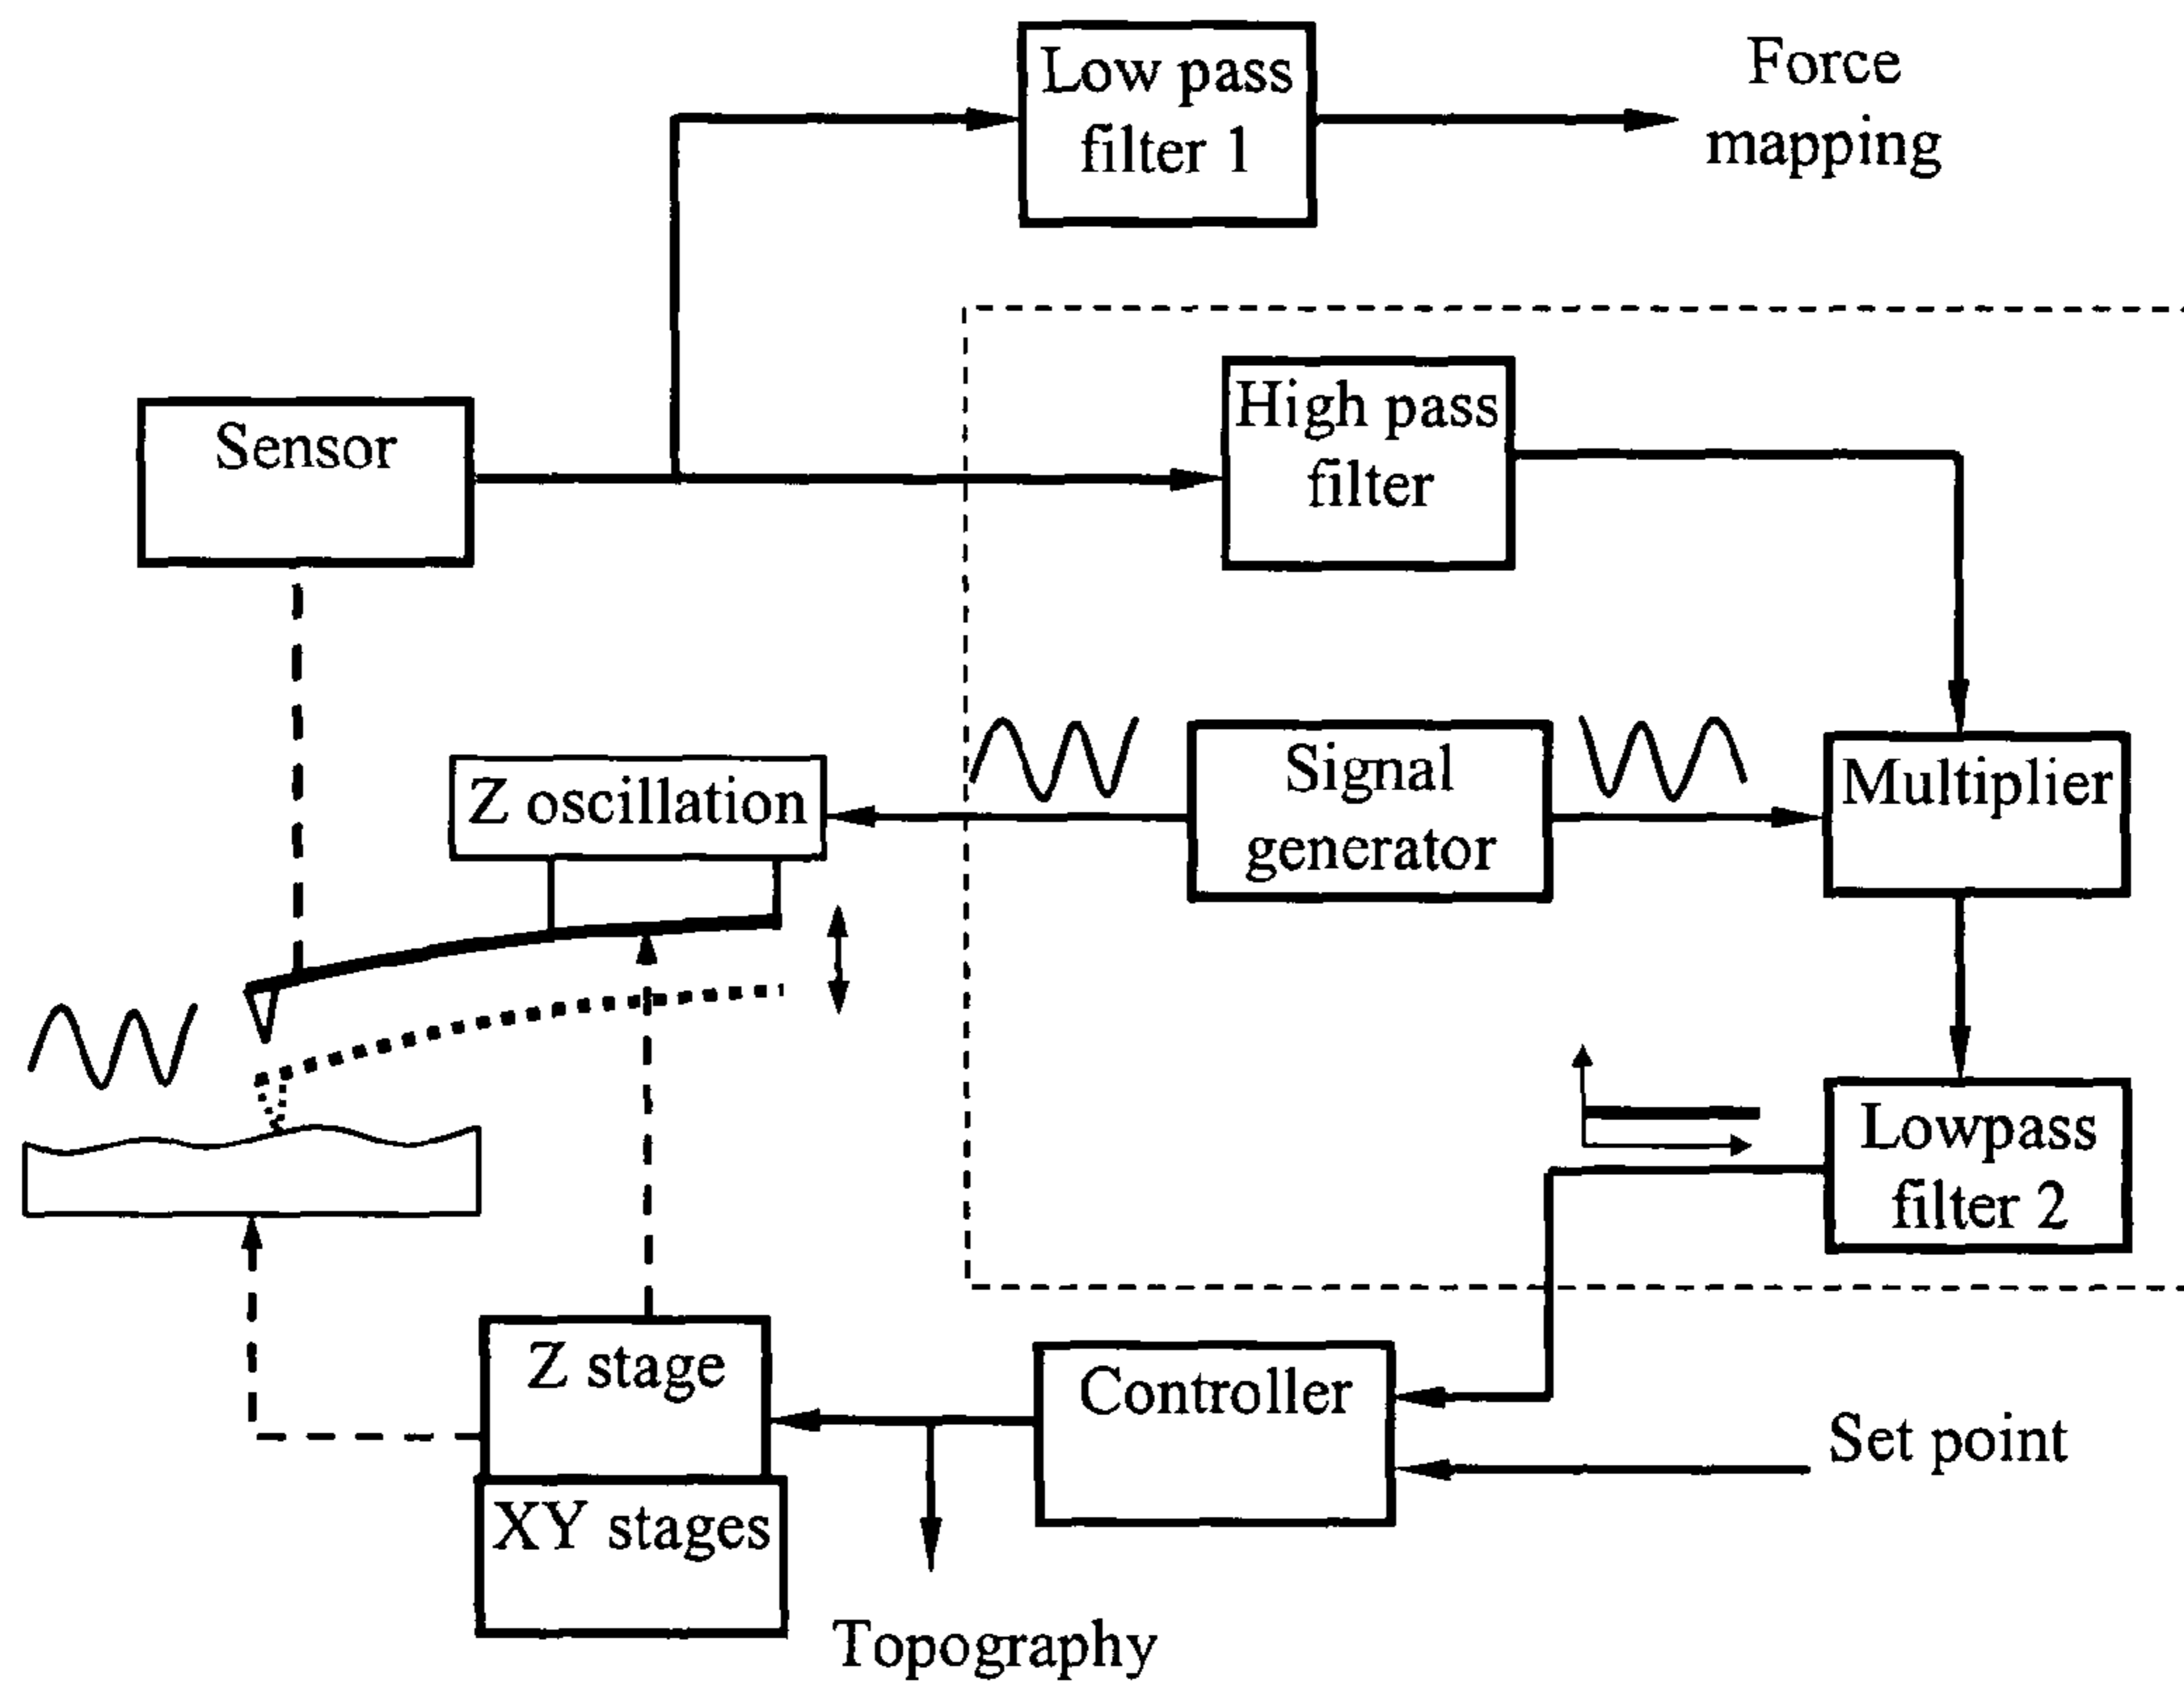 Low pass
filter 1
Force
mapping
High pass
filter
Sensor
Z oscillation
Signal
generator
Multiplier
Lowpass
filter 2
Z stage
XY stages
Controller
Set point
Topography